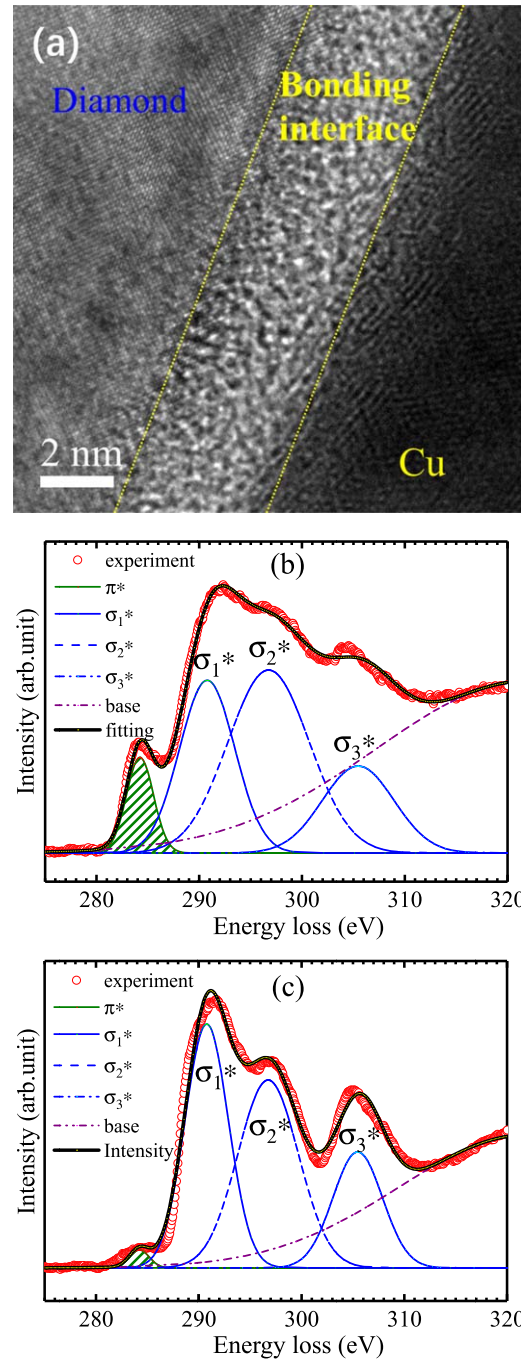 (a)
Diamond
Bonding
interface
2 nm
Cu
(b)
experiment
π*
σ1*
σ2*
σ3*
base
fitting
σ1*
σ2*
σ3*
Intensity (arb.unit)
280 290 300 310 320
Energy loss (eV)
(c)
experiment
π*
σ1*
σ2*
σ3*
base
Intensity
σ1*
σ2*
σ3*
Intensity (arb.unit)
280 290 300 310 320
Energy loss (eV)